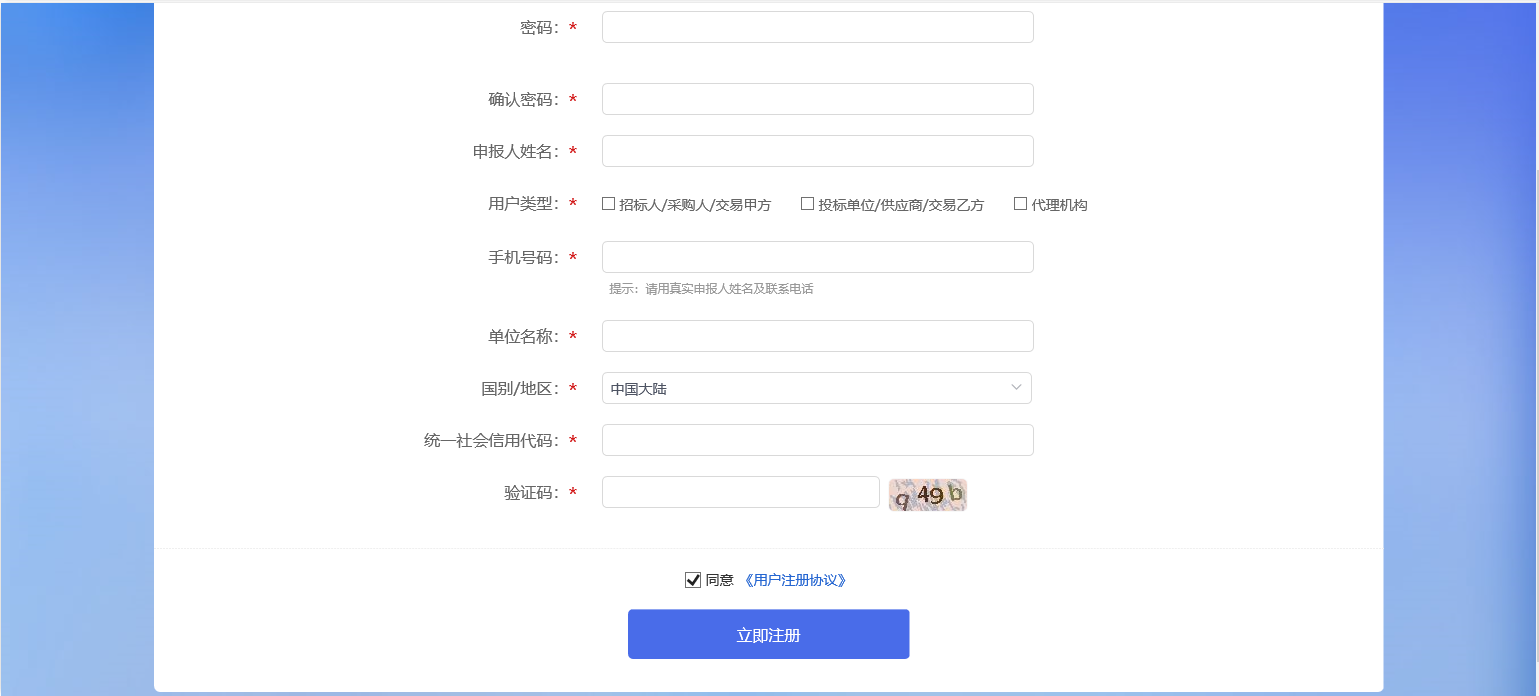 密码：*
确认密码：*
申报人姓名：*
用户类型：* 招标人/采购人/交易甲方 投标单位/供应商/交易乙方 代理机构
手机号码：*
提示：请用真实申报人姓名及联系电话
单位名称：*
国别/地区：* 中国大陆
统一社会信用代码：*
验证码：* q49b
同意 《用户注册协议》
立即注册